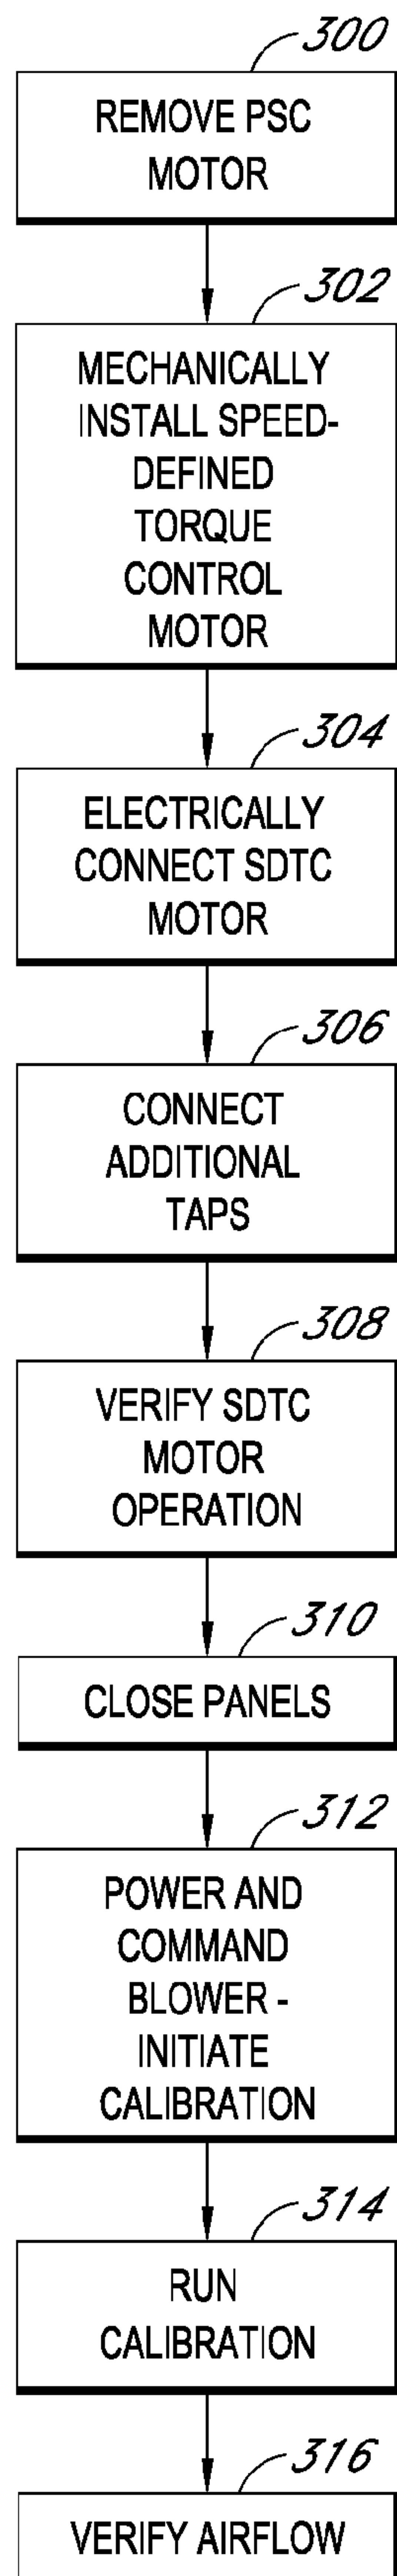 300
REMOVE PSC
MOTOR
302
MECHANICALLY
INSTALL SPEED-
DEFINED
TORQUE
CONTROL
MOTOR
304
ELECTRICALLY
CONNECT SDTC
MOTOR
306
CONNECT
ADDITIONAL
TAPS
308
VERIFY SDTC
MOTOR
OPERATION
310
CLOSE PANELS
312
POWER AND
COMMAND
BLOWER -
INITIATE
CALIBRATION
314
RUN
CALIBRATION
316
VERIFY AIRFLOW